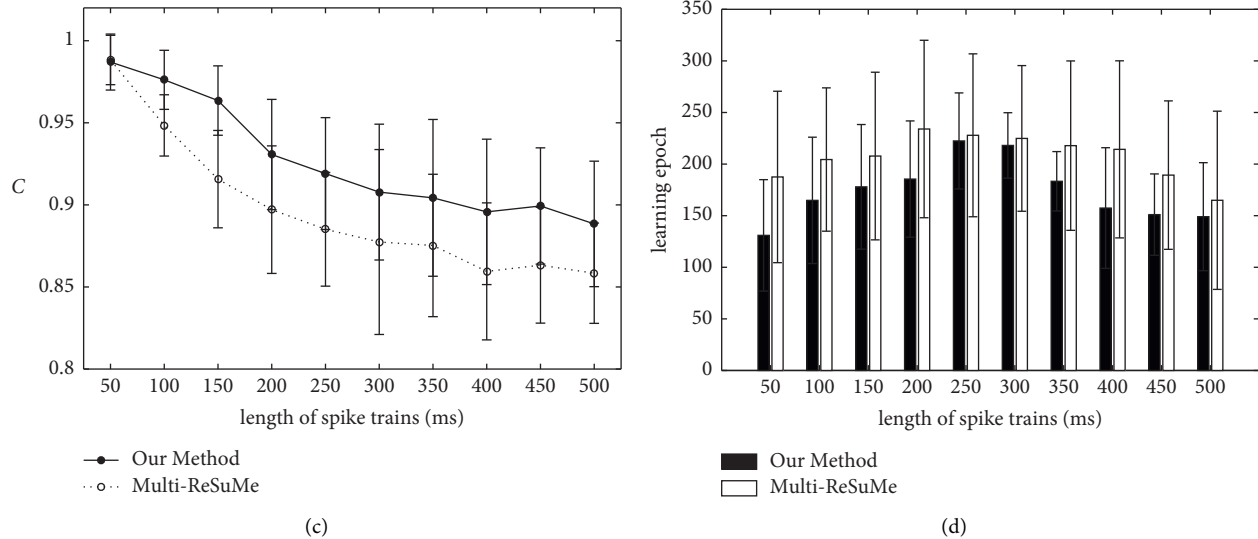 1
0.95
0.9
0.85
0.8
C
50 100 150 200 250 300 350 400 450 500
length of spike trains (ms)
Our Method
Multi-ReSuMe
(c)
350
300
250
200
150
100
50
0
learning epoch
50 100 150 200 250 300 350 400 450 500
length of spike trains (ms)
Our Method
Multi-ReSuMe
(d)